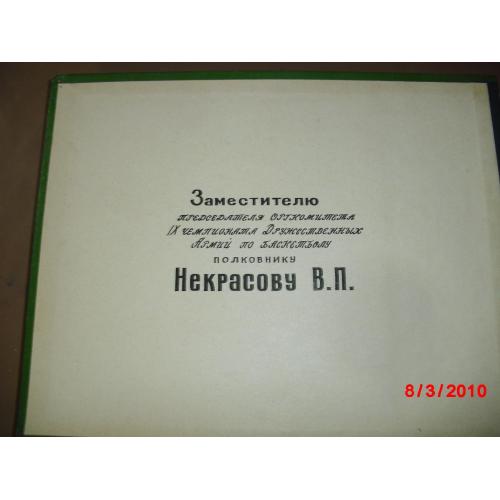 Заместителю
председателя Оргкомитета
IX чемпионата Дружественных
Армий по баскетболу
полковнику
Некрасову В.П.
8/3/2010